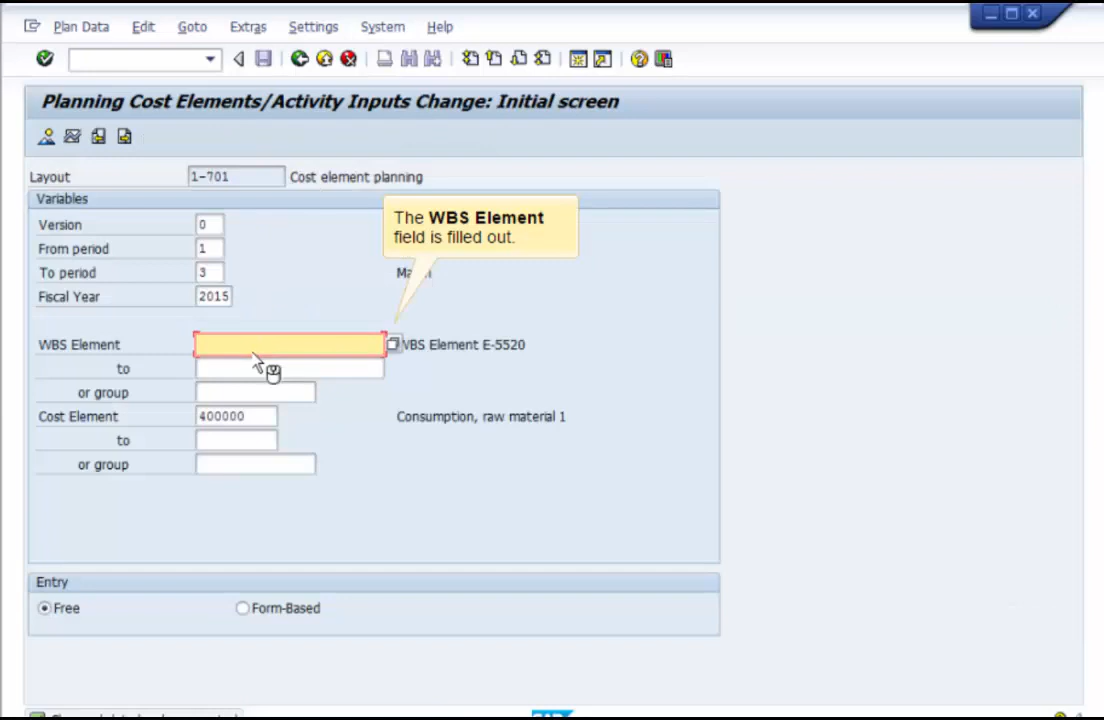 Plan Data Edit Goto Extras Settings System Help
Planning Cost Elements/Activity Inputs Change: Initial screen
Layout 1-701 Cost element planning
Variables
The WBS Element
field is filled out.
Version 0
From period 1
To period 3
Fiscal Year 2015
WBS Element WBS Element E-5520
to
or group
Cost Element 400000 Consumption, raw material 1
to
or group
Entry
Free Form-Based